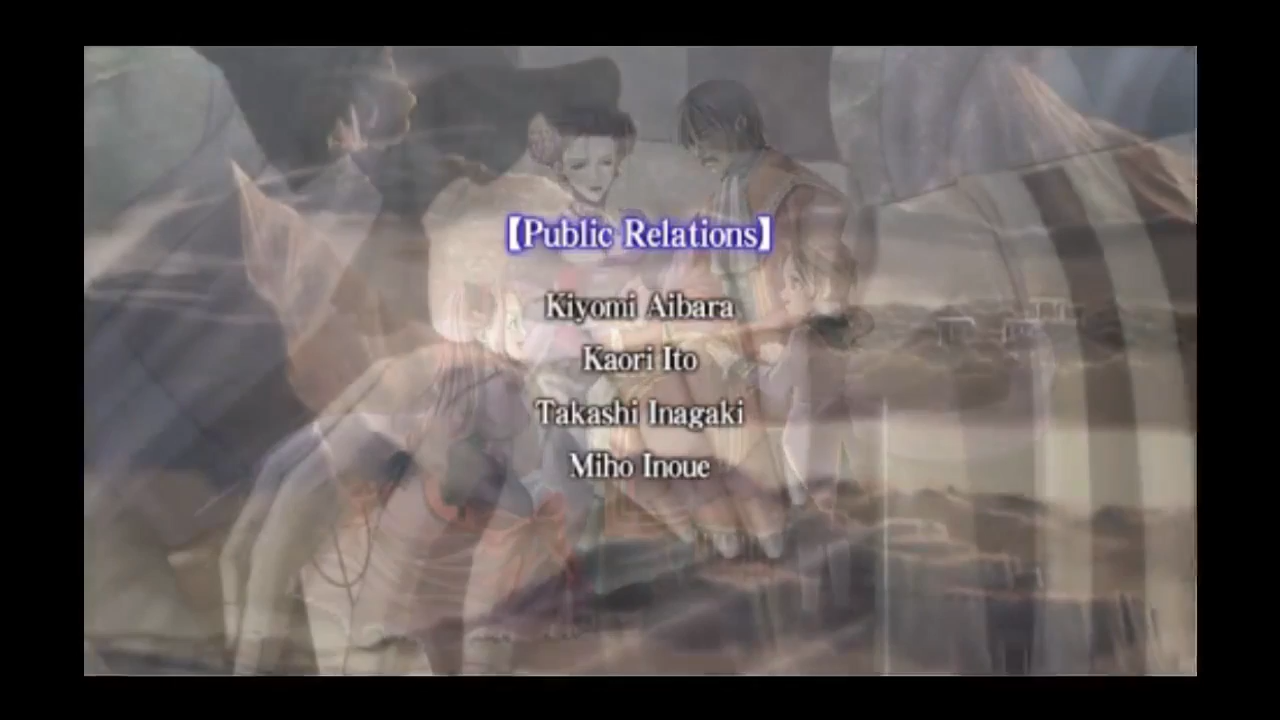 【Public Relations】
Kiyomi Aibara
Kaori Ito
Takashi Inagaki
Miho Inoue